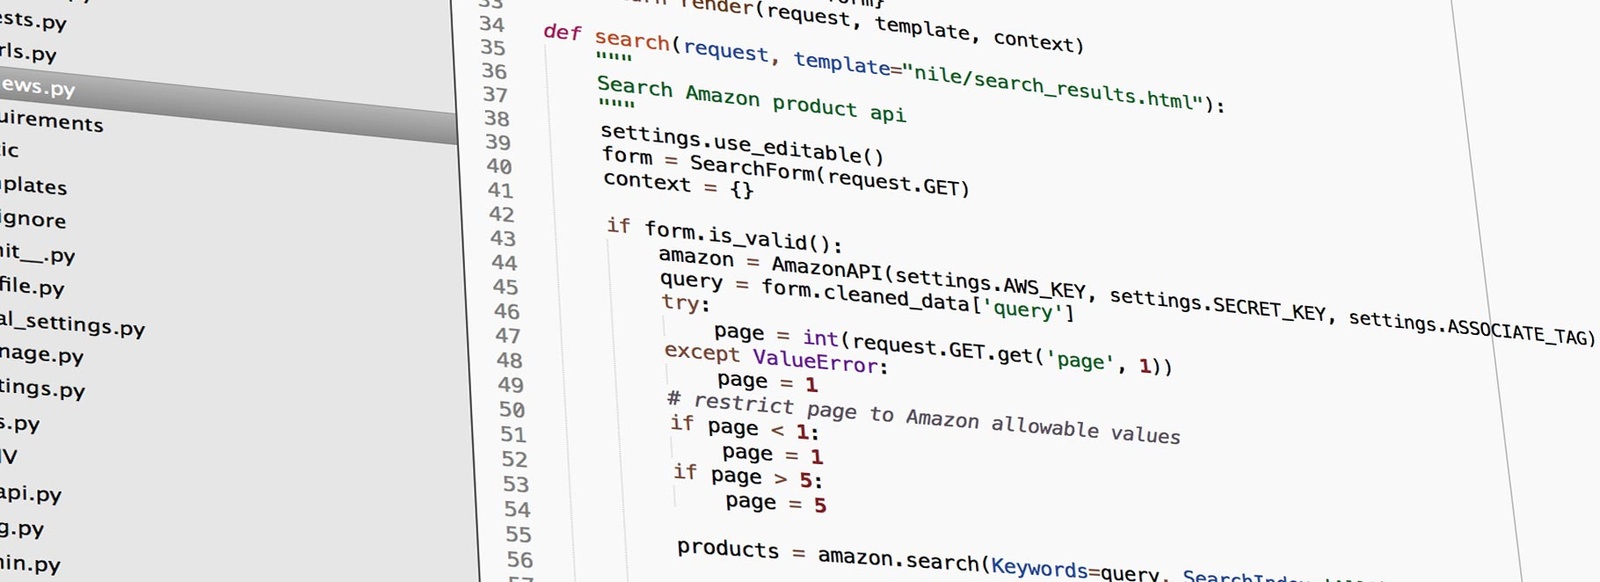 ests.py
rls.py
ews.py
uirements
ic
plates
ignore
nit__.py
file.py
al_settings.py
nage.py
tings.py
s.py
IV
api.py
g.py
min.py
33 render(request, template, context)
34
35 def search(request, template="nile/search_results.html"):
36 """
37 Search Amazon product api
38 """
39 settings.use_editable()
40 form = SearchForm(request.GET)
41 context = {}
42
43 if form.is_valid():
44 amazon = AmazonAPI(settings.AWS_KEY, settings.SECRET_KEY, settings.ASSOCIATE_TAG)
45 query = form.cleaned_data['query']
46 try:
47 page = int(request.GET.get('page', 1))
48 except ValueError:
49 page = 1
50 # restrict page to Amazon allowable values
51 if page < 1:
52 page = 1
53 if page > 5:
54 page = 5
55
56 products = amazon.search(Keywords=query, SearchIndex
57